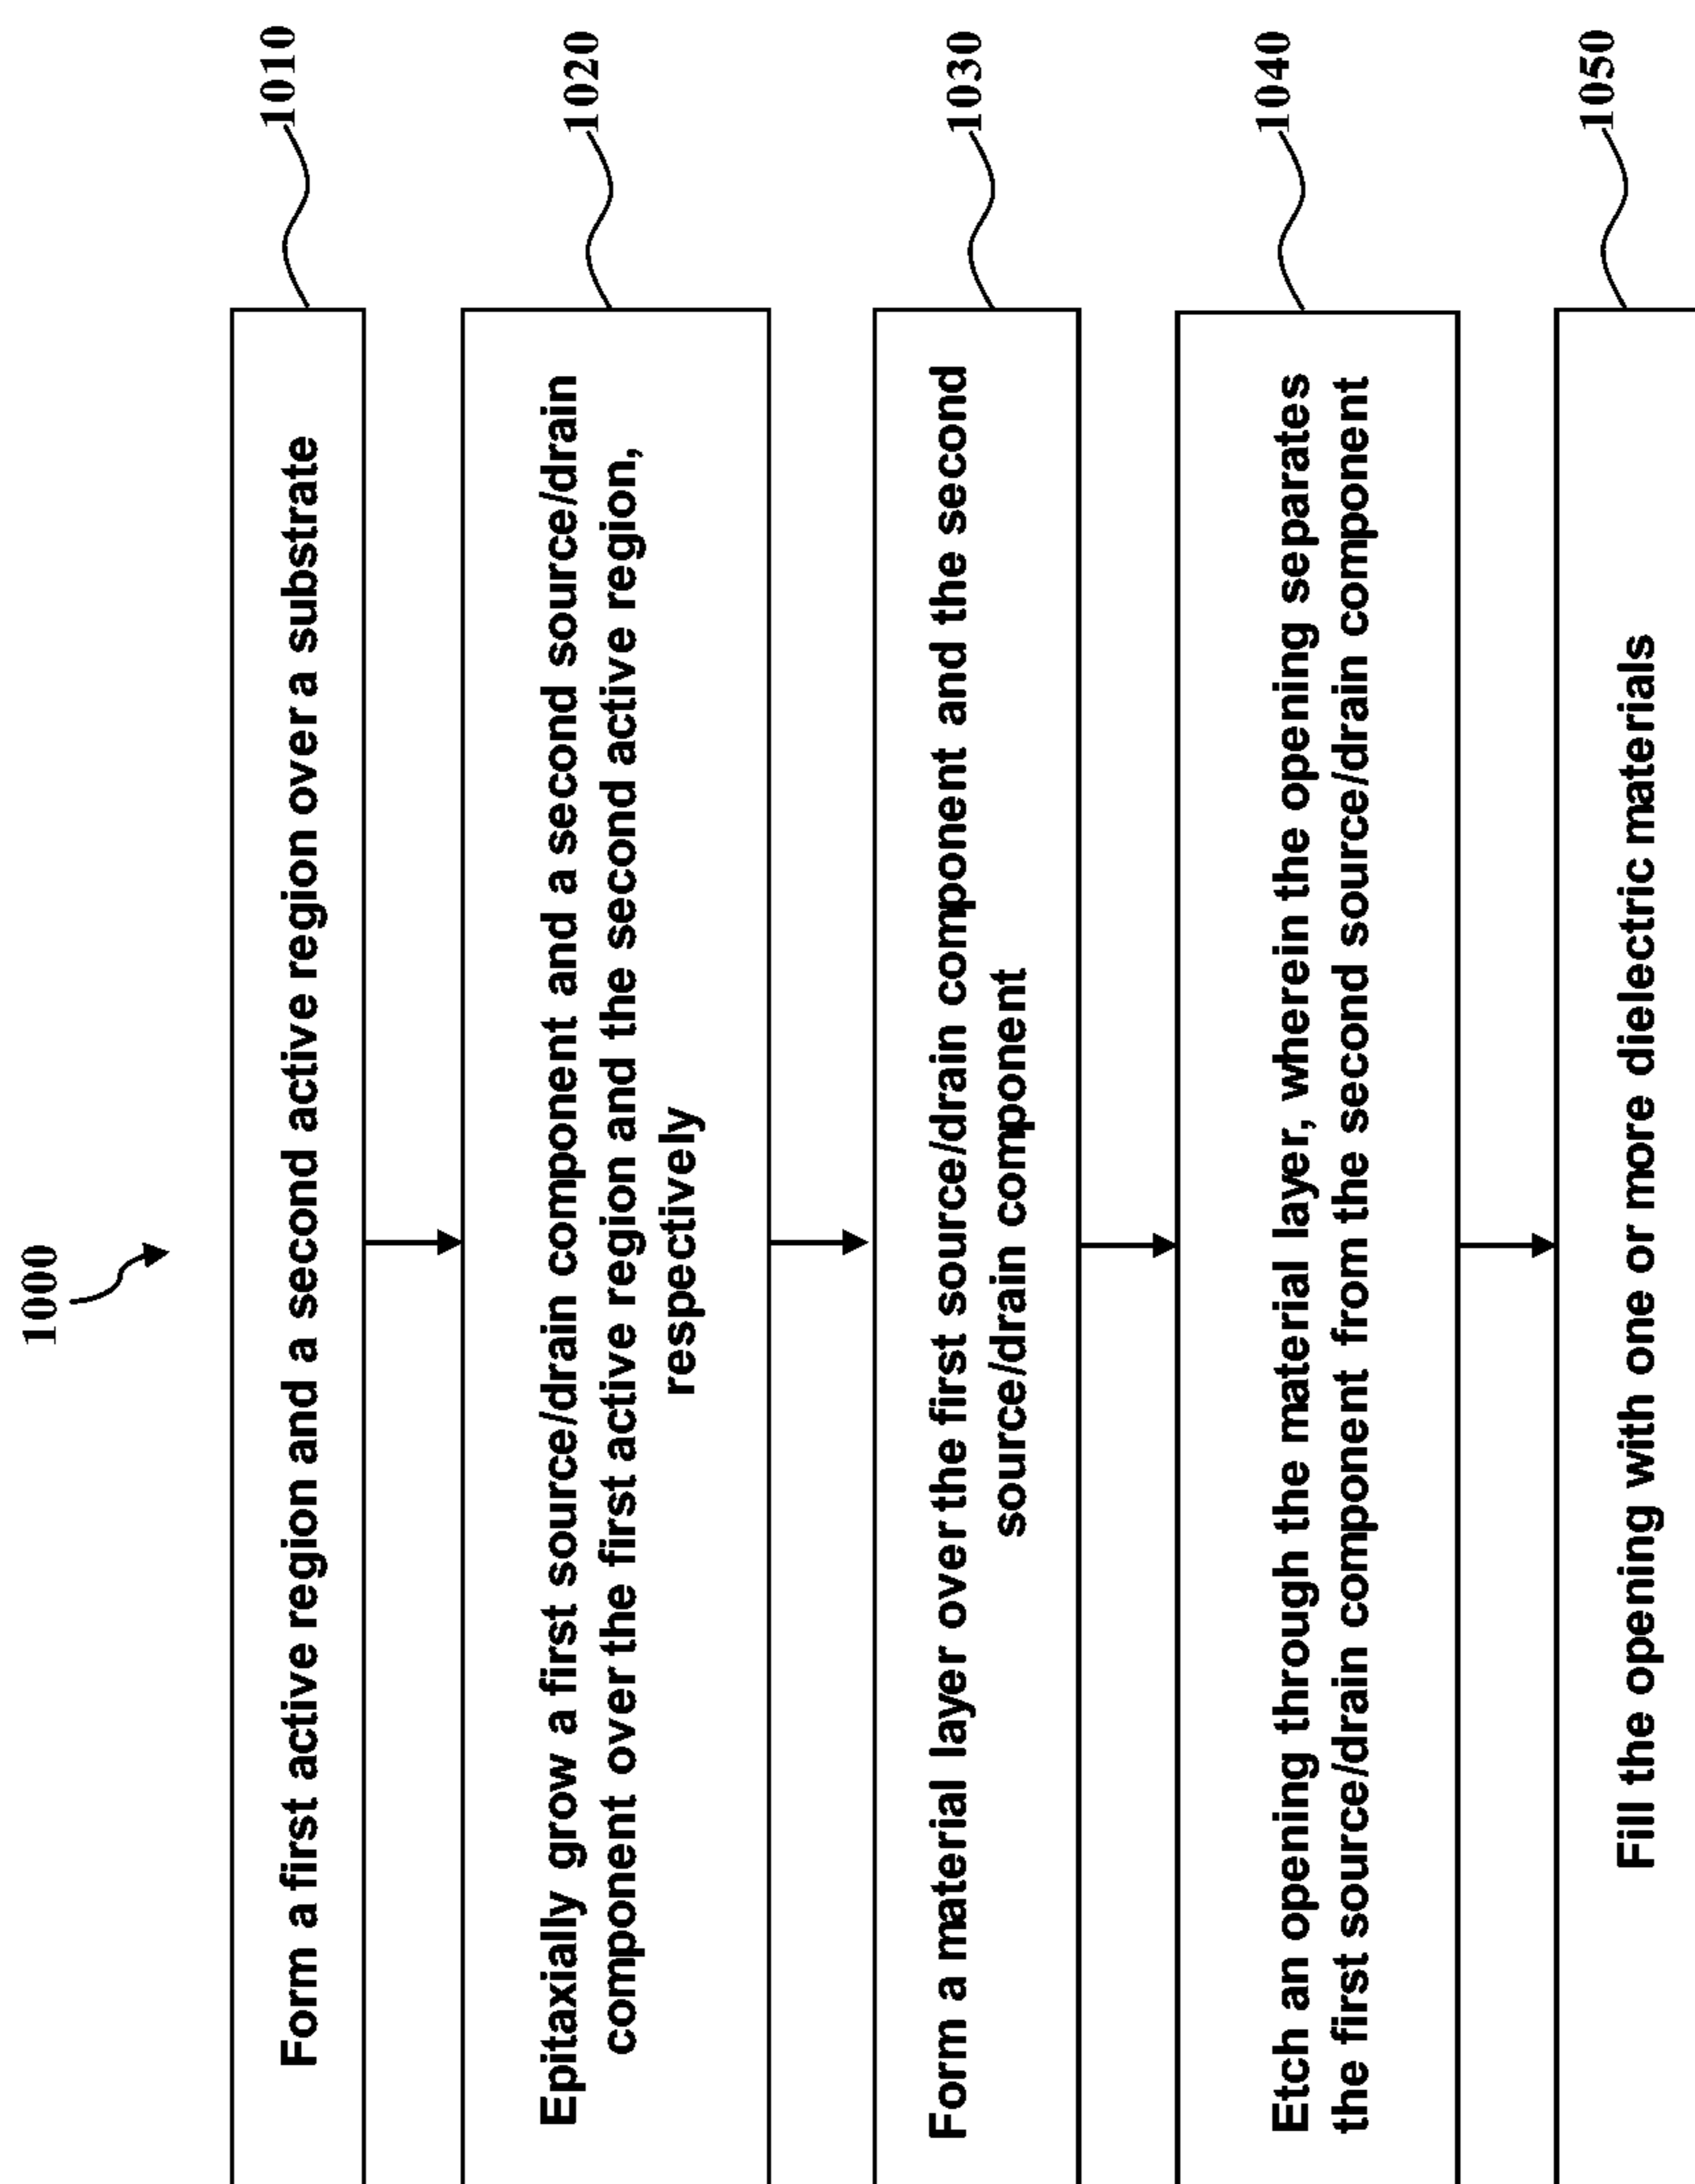 1000
Form a first active region and a second active region over a substrate
1010
Epitaxially grow a first source/drain component and a second source/drain
component over the first active region and the second active region,
respectively
1020
Form a material layer over the first source/drain component and the second
source/drain component
1030
Etch an opening through the material layer, wherein the opening separates
the first source/drain component from the second source/drain component
1040
Fill the opening with one or more dielectric materials
1050